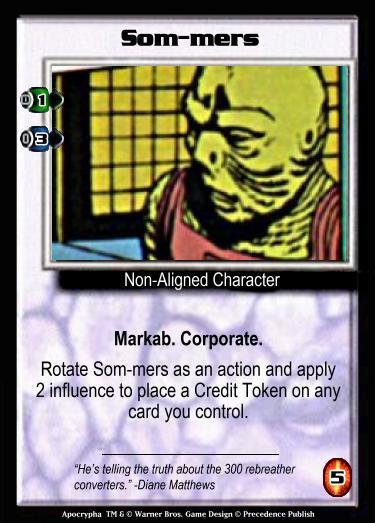 Som-mers
1
3
Non-Aligned Character
Markab. Corporate.
Rotate Som-mers as an action and apply
2 influence to place a Credit Token on any
card you control.
“He's telling the truth about the 300 rebreather
converters.” -Diane Matthews
5
Apocrypha TM & © Warner Bros. Game Design © Precedence Publish